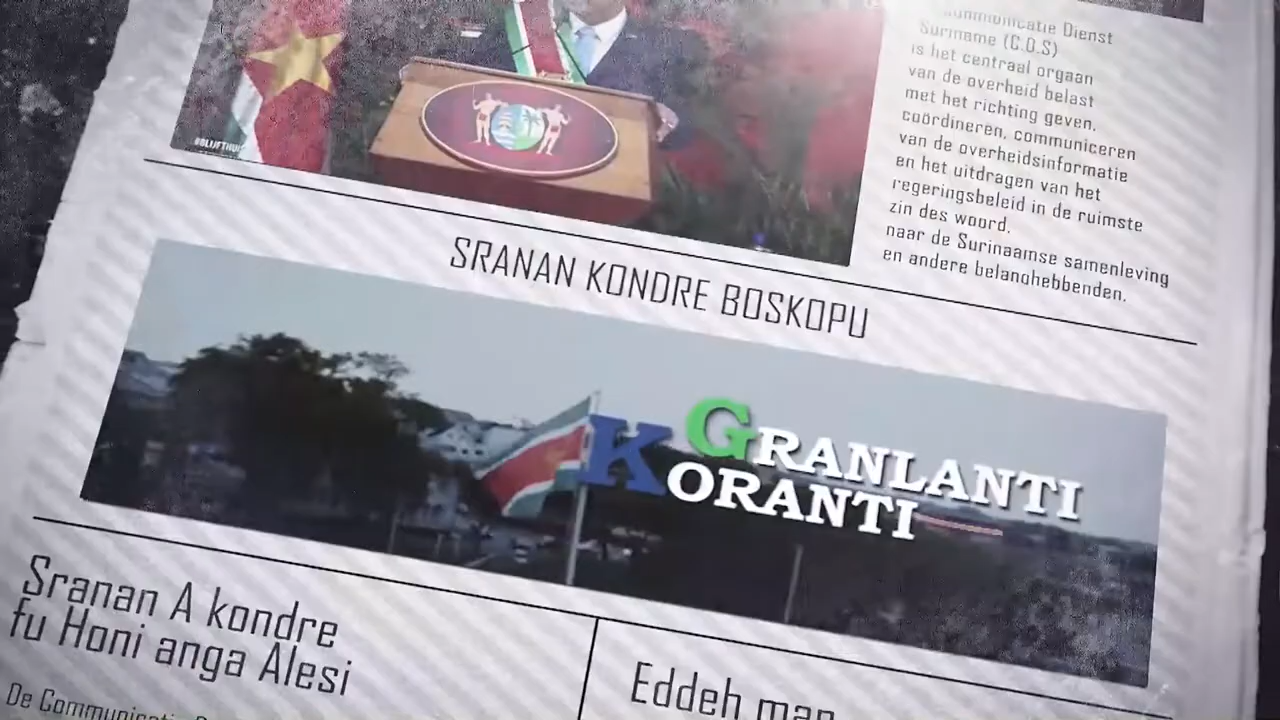 Suriname (C.D.S)
is het centraal orgaan
van de overheid belast
met het richting geven,
coördineren, communiceren
van de overheidsinformatie
en het uitdragen van het
regeringsbeleid in de ruimste
zin des woord,
naar de Surinaamse samenleving
en andere belanghebbenden.
SRANAN KONDRE BOSKOPU
GRANLANTI
KORANTI
Sranan A kondre
fu Honi anga Alesi
Eddeh man
De